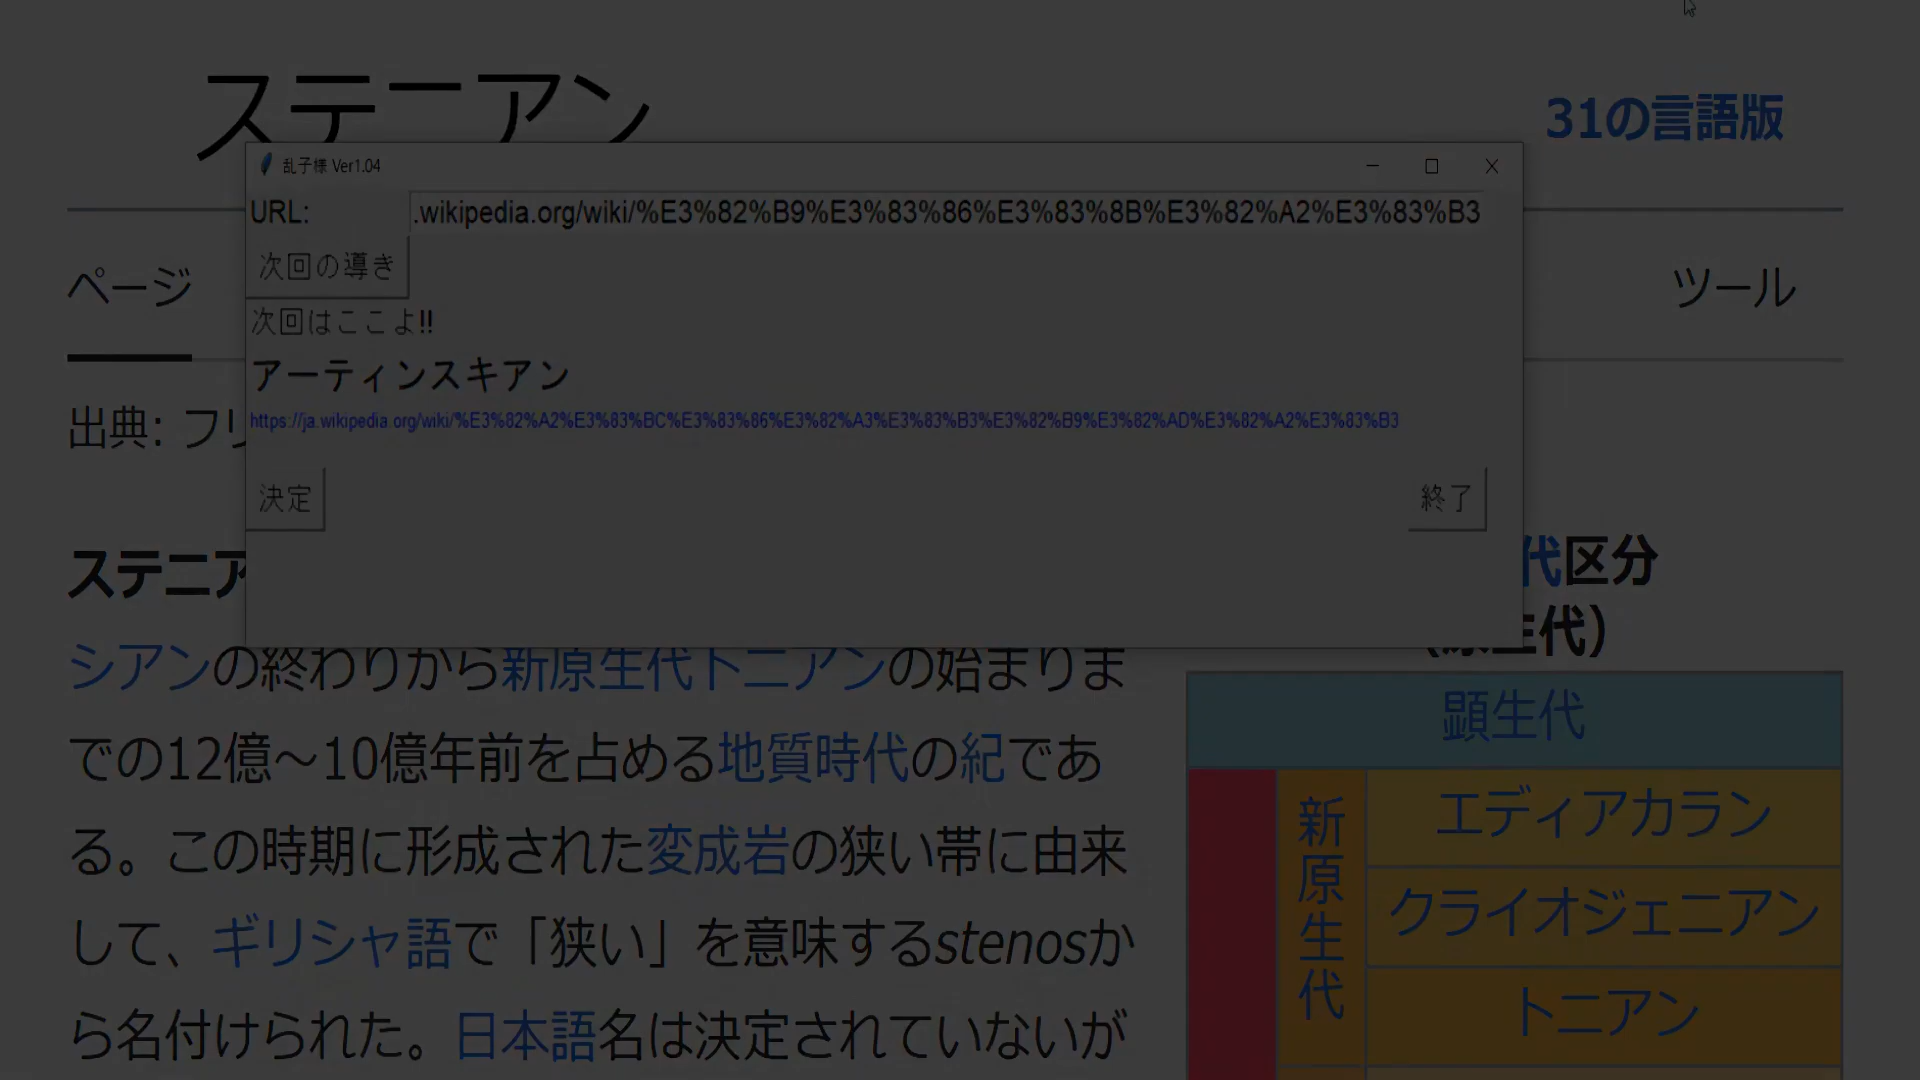 ステニアン
31の言語版
乱子様 Ver1.04
URL: .wikipedia.org/wiki/%E3%82%B9%E3%83%86%E3%83%8B%E3%82%A2%E3%83%B3
次回の導き
ページ
ツール
次回はここよ!!
アーティンスキアン
https://ja.wikipedia.org/wiki/%E3%82%A2%E3%83%BC%E3%83%86%E3%82%A3%E3%83%B3%E3%82%B9%E3%82%AD%E3%82%A2%E3%83%B3
出典: フリ
決定
終了
ステニア
シアンの終わりから新原生代トニアンの始まりま
での12億～10億年前を占める地質時代の紀であ
る。この時期に形成された変成岩の狭い帯に由来
して、ギリシャ語で「狭い」を意味するstenosか
ら名付けられた。日本語名は決定されていないが
代区分
(原生代)
顕生代
新原生代
エディアカラン
クライオジェニアン
トニアン